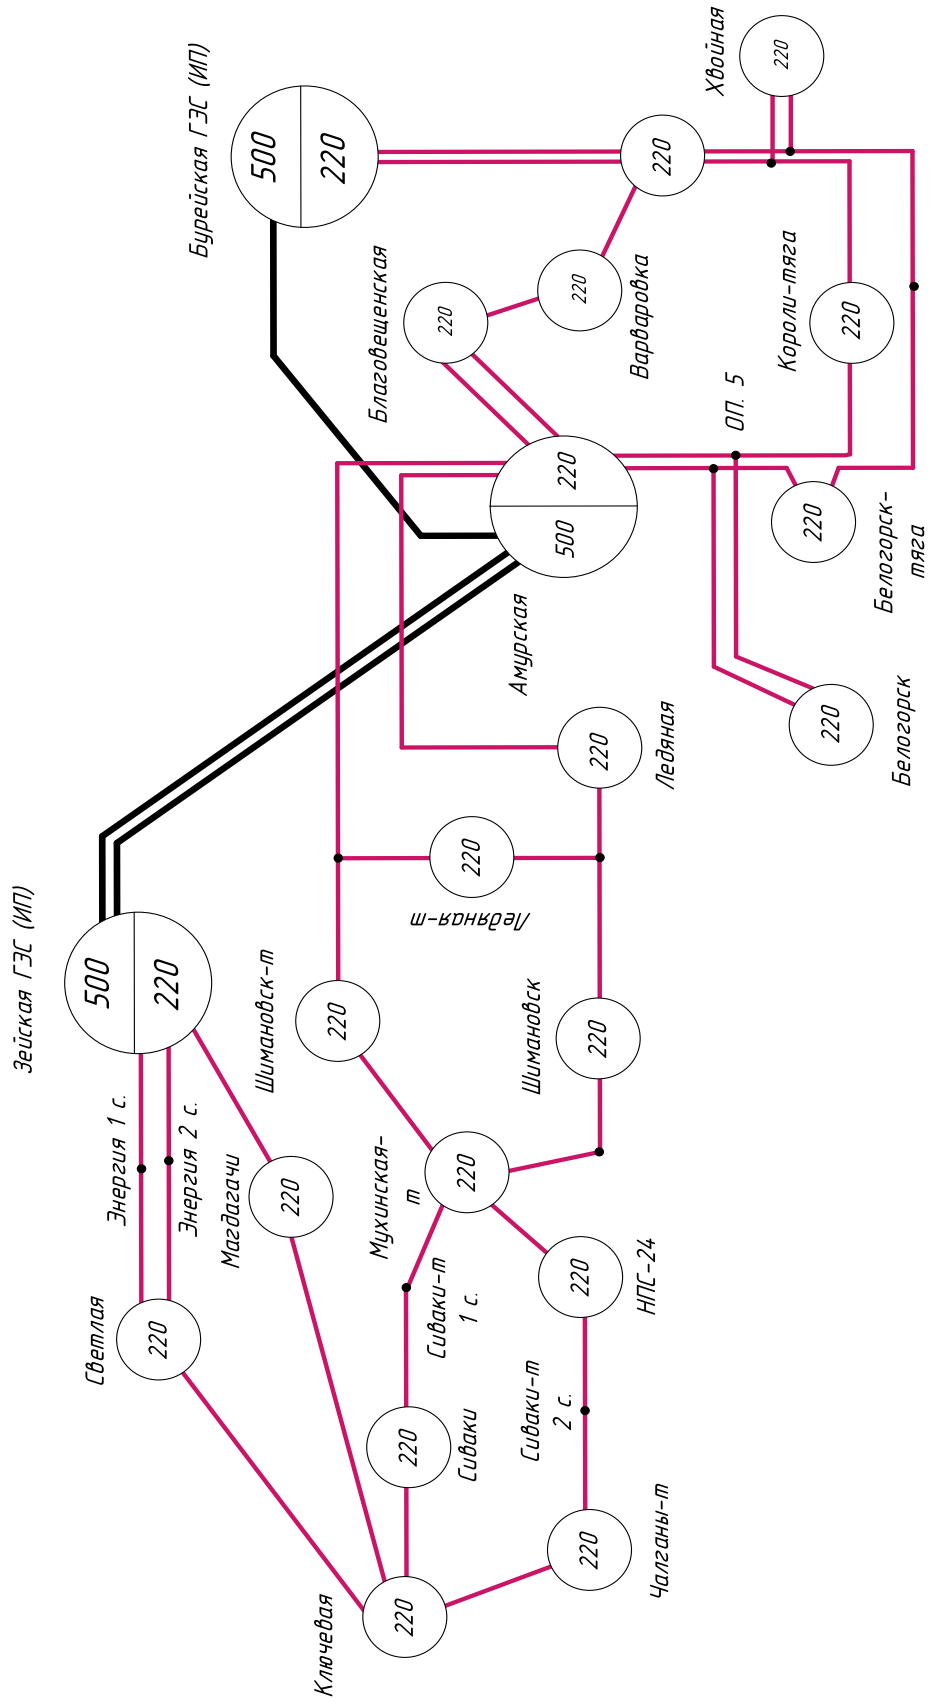 Зейская ГЭС (ИП)
500
220
Энергия 1 с.
Энергия 2 с.
Светлая
220
Магдагачи
220
Ключевая
220
Сиваки
220
Сиваки-т
1 с.
Сиваки-т
2 с.
Чалганы-т
220
НПС-24
220
Мухинская-
т
220
Шимановск-т
220
Шимановск
220
Ледяная-т
220
Ледяная
220
Амурская
500
220
Благовещенская
220
Варваровка
220
Бурейская ГЭС (ИП)
500
220
220
Хвойная
220
Короли-тяга
220
ОП. 5
Белогорск-
тяга
220
Белогорск
220